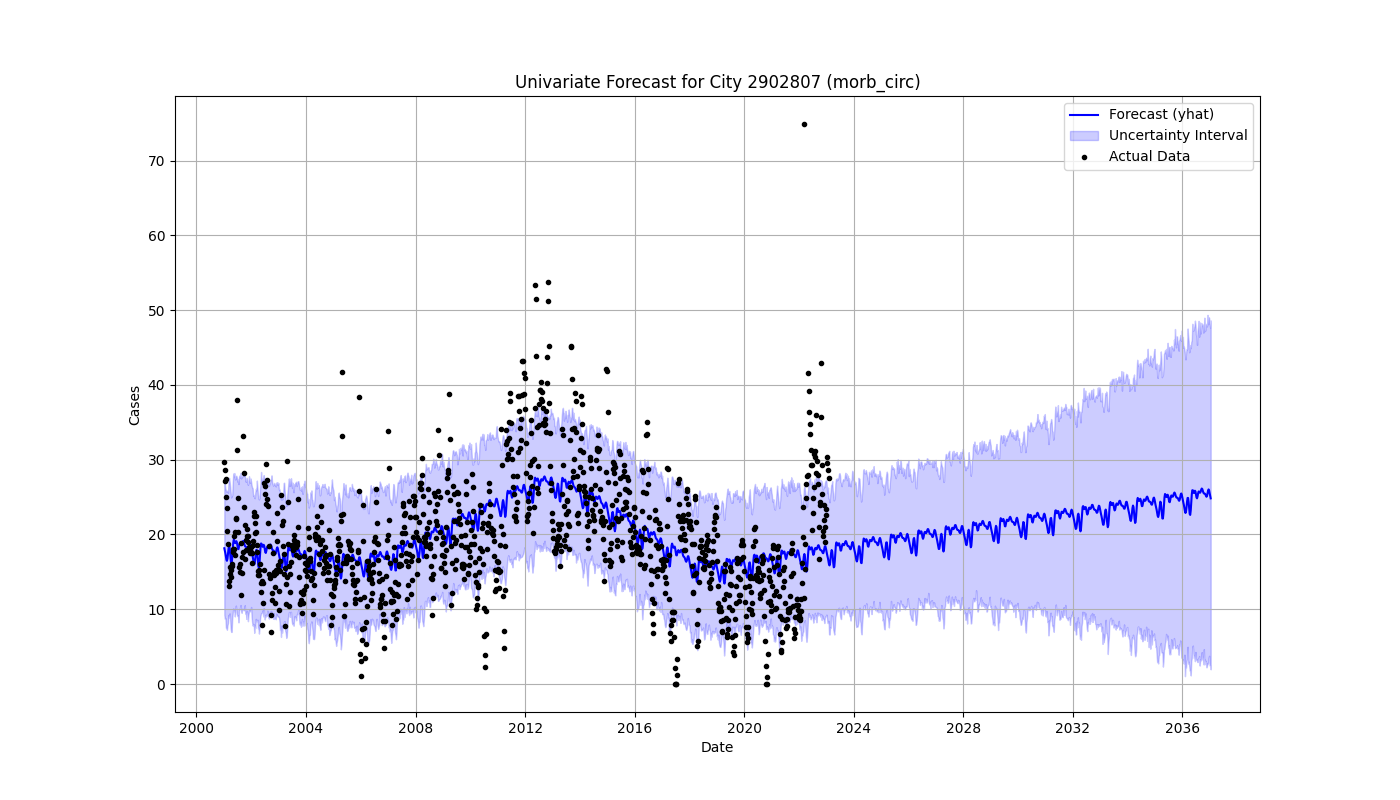 Univariate Forecast for City 2902807 (morb_circ)
Forecast (yhat)
Uncertainty Interval
Actual Data
70
60
50
40
30
20
10
0
Cases
2000 2004 2008 2012 2016 2020 2024 2028 2032 2036
Date